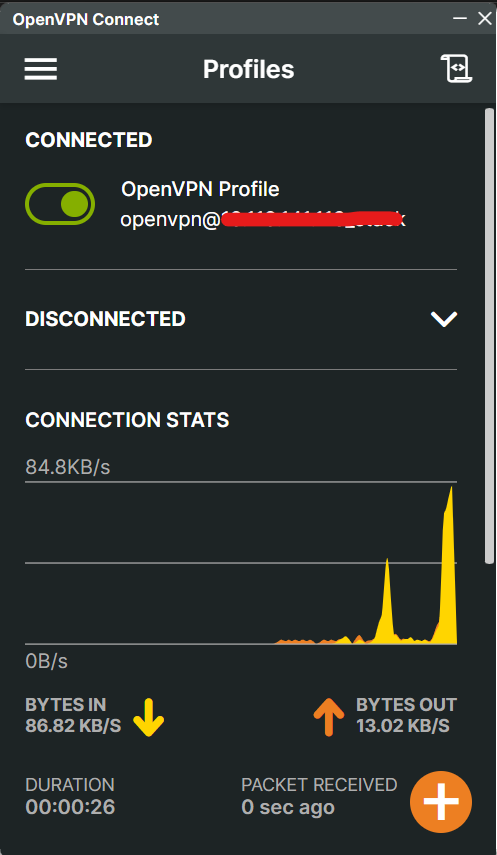 OpenVPN Connect
Profiles
CONNECTED
OpenVPN Profile
openvpn@
DISCONNECTED
CONNECTION STATS
84.8KB/s
0B/s
BYTES IN
86.82 KB/S
BYTES OUT
13.02 KB/S
DURATION
00:00:26
PACKET RECEIVED
0 sec ago